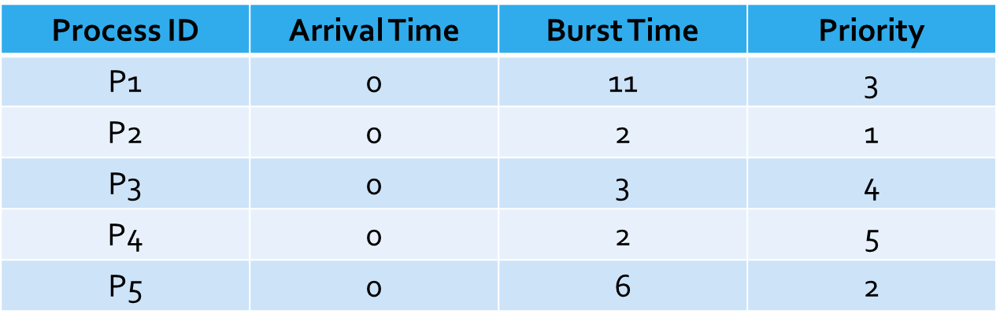 Process ID Arrival Time Burst Time Priority
P1 0 11 3
P2 0 2 1
P3 0 3 4
P4 0 2 5
P5 0 6 2